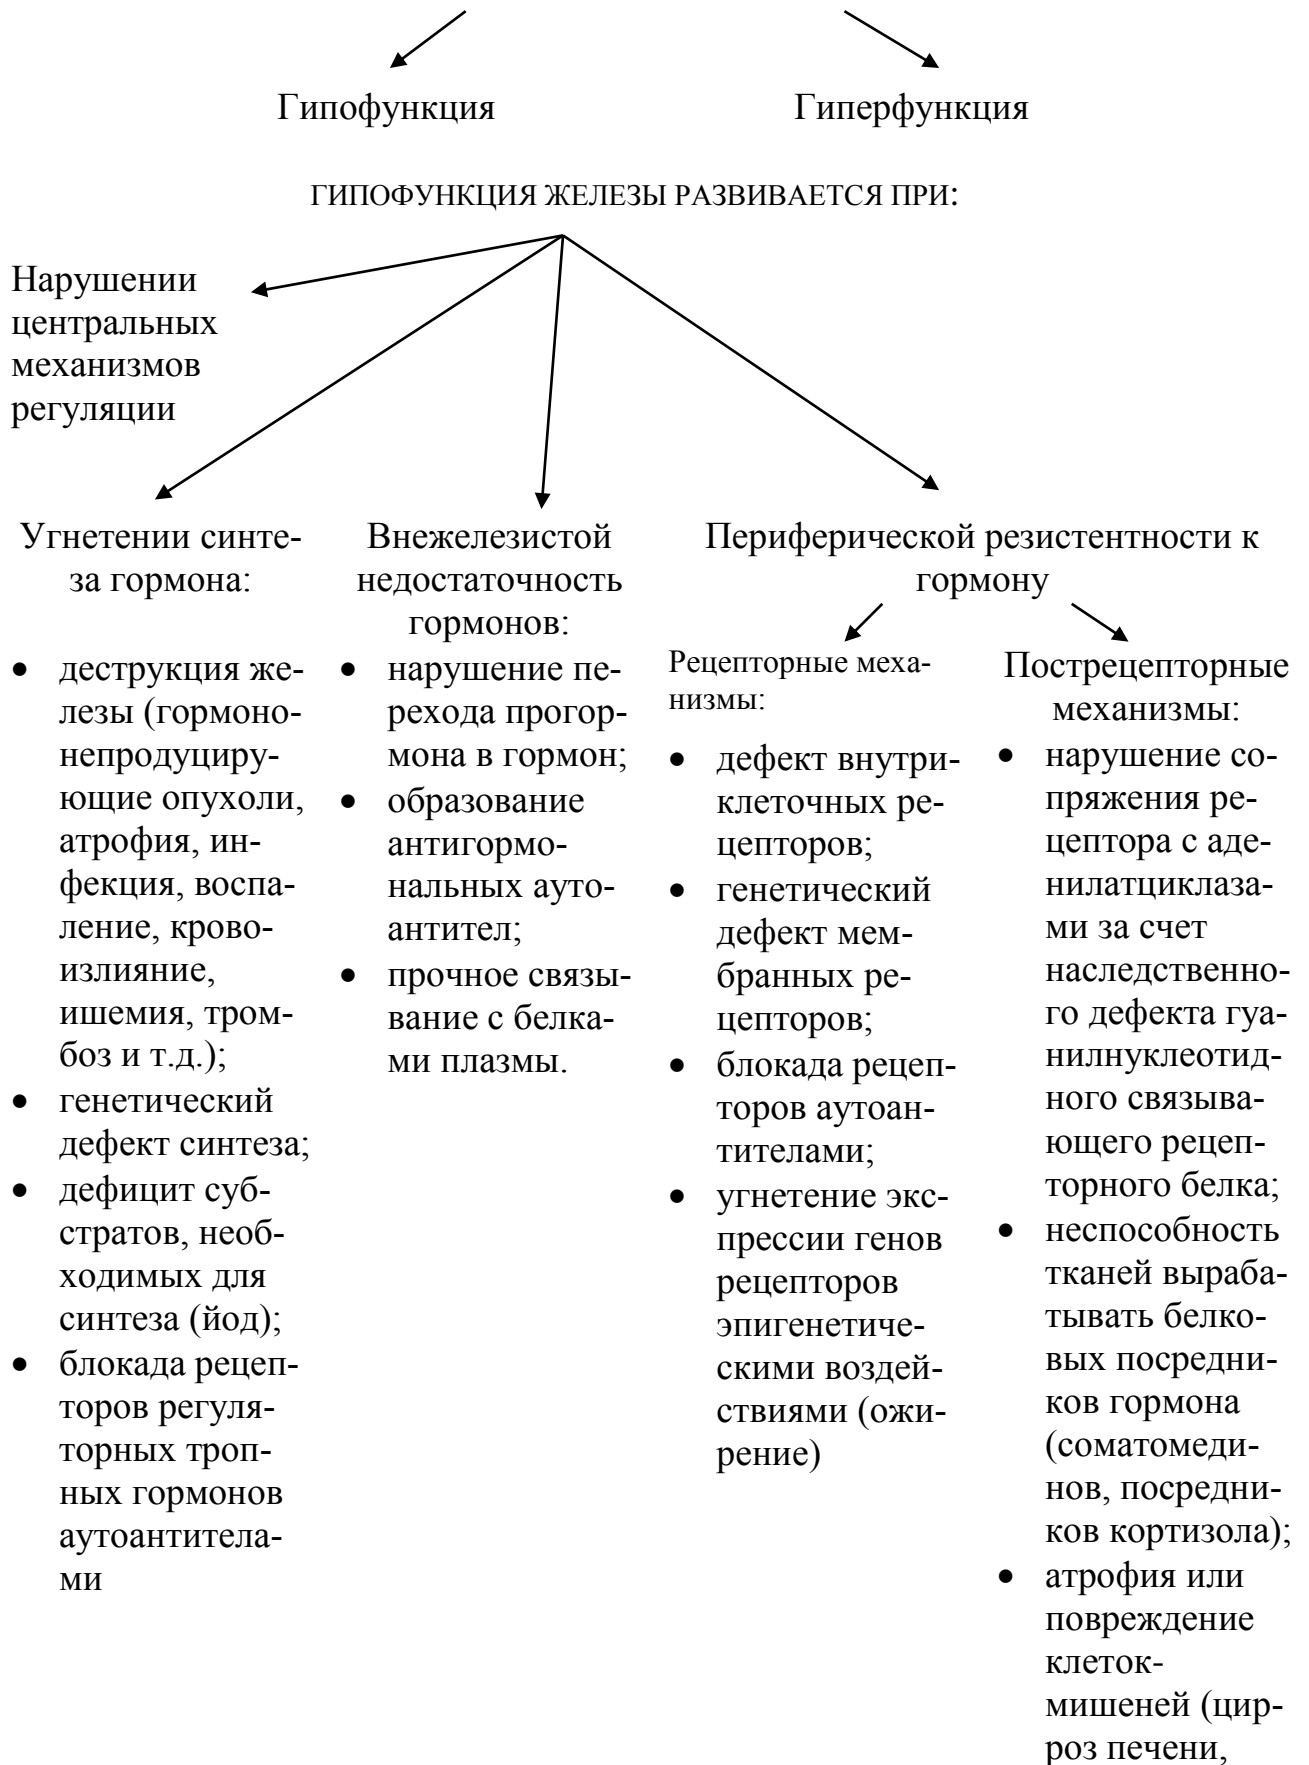 Гипофункция
Гиперфункция
ГИПОФУНКЦИЯ ЖЕЛЕЗЫ РАЗВИВАЕТСЯ ПРИ:
Нарушении
центральных
механизмов
регуляции
Угнетении синте-
за гормона:
• деструкция же-
лезы (гормоно-
непродуциру-
ющие опухоли,
атрофия, ин-
фекция, воспа-
ление, крово-
излияние,
ишемия, тром-
боз и т.д.);
• генетический
дефект синтеза;
• дефицит суб-
стратов, необ-
ходимых для
синтеза (йод);
• блокада рецеп-
торов регуля-
торных троп-
ных гормонов
аутоантитела-
ми
Внежелезистой
недостаточность
гормонов:
• нарушение пе-
рехода прогор-
мона в гормон;
• образование
антигормо-
нальных ауто-
антител;
• прочное связы-
вание с белка-
ми плазмы.
Периферической резистентности к
гормону
Рецепторные меха-
низмы:
• дефект внутри-
клеточных ре-
цепторов;
• генетический
дефект мем-
бранных ре-
цепторов;
• блокада рецеп-
торов аутоан-
тителами;
• угнетение экс-
прессии генов
рецепторов
эпигенетиче-
скими воздей-
ствиями (ожи-
рение)
Пострецепторные
механизмы:
• нарушение со-
пряжения ре-
цептора с аде-
нилатциклаза-
ми за счет
наследственно-
го дефекта гуа-
нилнуклеотид-
ного связыва-
ющего рецеп-
торного белка;
• неспособность
тканей выраба-
тывать белко-
вых посредни-
ков гормона
(соматомеди-
нов, посредни-
ков кортизола);
• атрофия или
повреждение
клеток-
мишеней (цир-
роз печени,